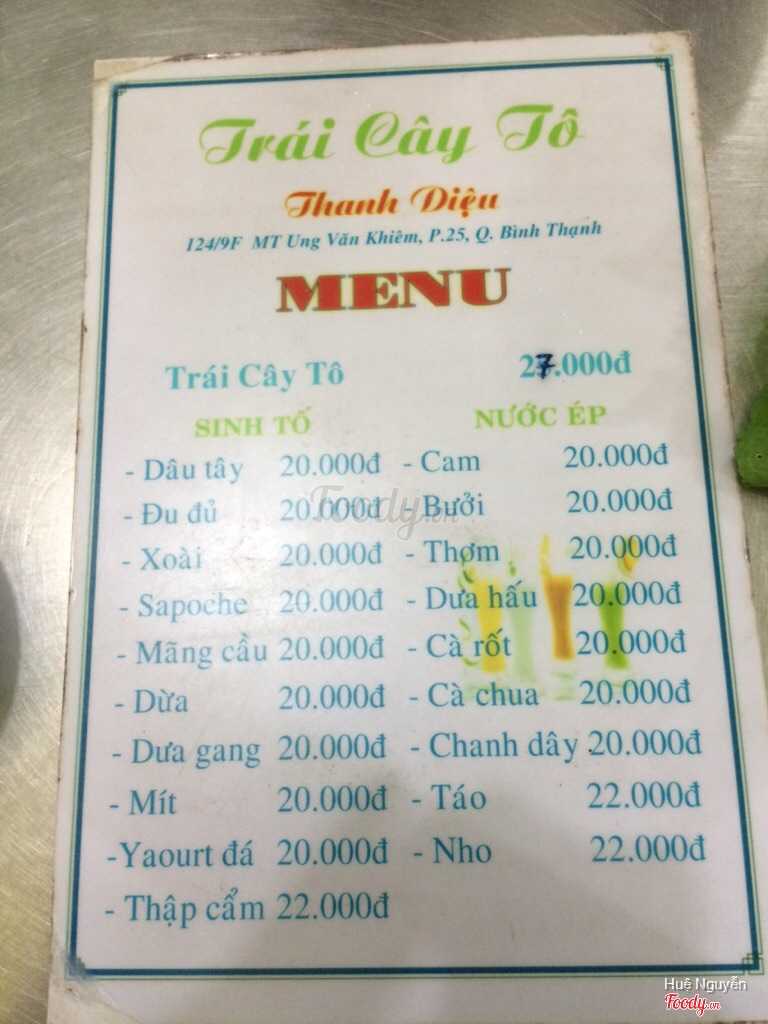 Trái Cây Tô
Thanh Diệu
124/9F MT Ung Văn Khiêm, P.25, Q. Bình Thạnh
MENU
Trái Cây Tô 27.000đ
SINH TỐ NƯỚC ÉP
- Dâu tây 20.000đ - Cam 20.000đ
- Đu đủ 20.000đ - Bưởi 20.000đ
Foody.vn
- Xoài 20.000đ - Thơm 20.000đ
- Sapoche 20.000đ - Dưa hấu 20.000đ
- Mãng cầu 20.000đ - Cà rốt 20.000đ
- Dừa 20.000đ - Cà chua 20.000đ
- Dưa gang 20.000đ - Chanh dây 20.000đ
- Mít 20.000đ - Táo 22.000đ
-Yaourt đá 20.000đ - Nho 22.000đ
- Thập cẩm 22.000đ
Huệ Nguyễn
Foody.vn